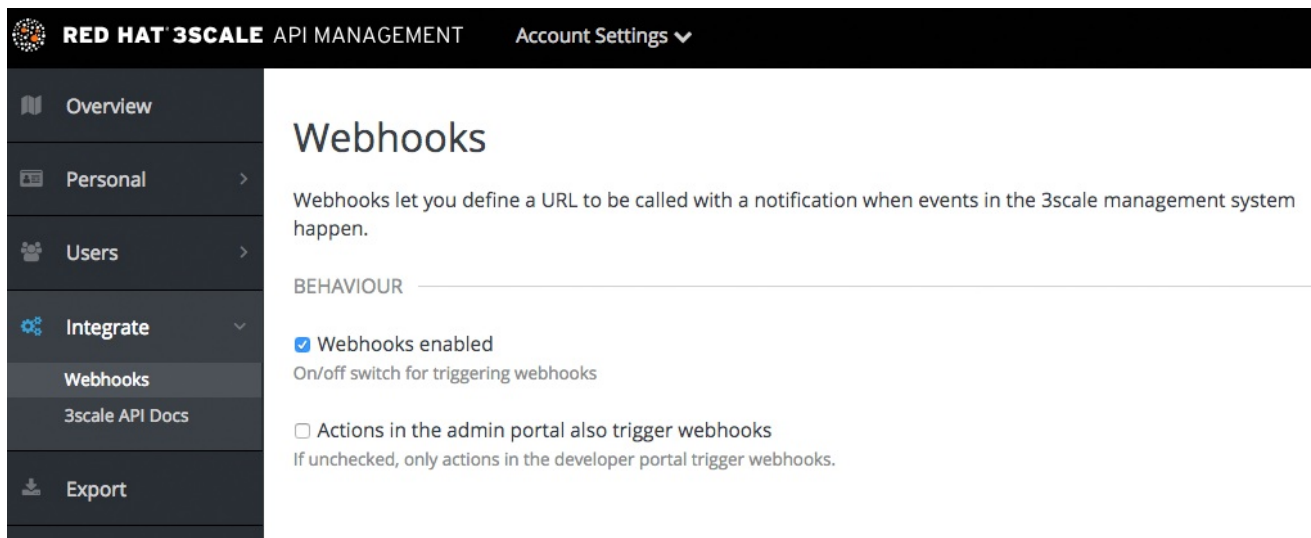 RED HAT 3SCALE API MANAGEMENT
Account Settings
Overview
Personal
Users
Integrate
Webhooks
3scale API Docs
Export
Webhooks
Webhooks let you define a URL to be called with a notification when events in the 3scale management system
happen.
BEHAVIOUR
Webhooks enabled
On/off switch for triggering webhooks
Actions in the admin portal also trigger webhooks
If unchecked, only actions in the developer portal trigger webhooks.